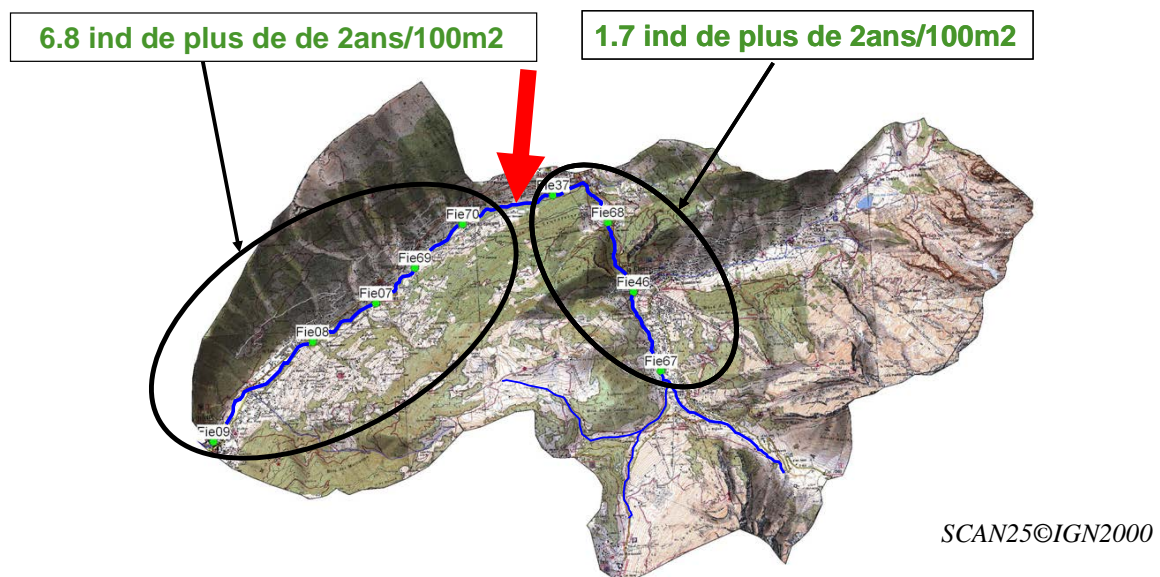 6.8 ind de plus de de 2ans/100m2
1.7 ind de plus de 2ans/100m2
Fie37
Fie70
Fie68
Fie69
Fie46
Fie07
Fie08
Fie67
Fie09
SCAN25©IGN2000